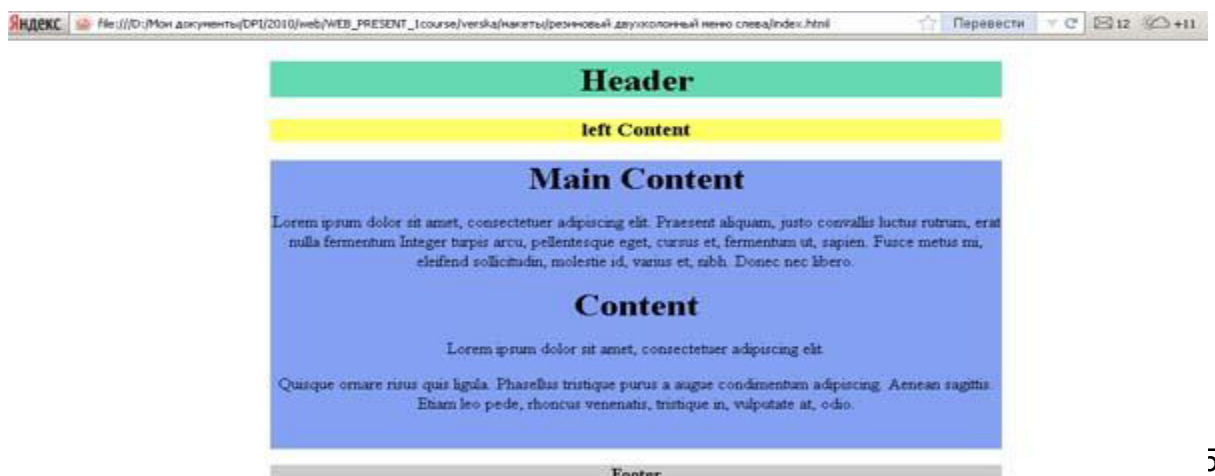 Яндекс file:///D:/Мои документы/DPI/2010/web/WEB_PRESENT_1course/verska/макеты/резиновый двухколонный меню слева/index.html Перевести 12 +11
Header
left Content
Main Content
Lorem ipsum dolor sit amet, consectetuer adipiscing elit. Praesent aliquam, justo convallis luctus rutrum, erat
nulla fermentum Integer turpis arcu, pellentesque eget, cursus et, fermentum ut, sapien. Fusce metus mi,
eleifend sollicitudin, molestie id, varius et, nibh. Donec nec libero.
Content
Lorem ipsum dolor sit amet, consectetuer adipiscing elit
Quisque ornare risus quis ligula. Phasellus tristique purus a augue condimentum adipiscing. Aenean sagittis.
Etiam leo pede, rhoncus venenatis, tristique in, vulputate at, odio.
Footer